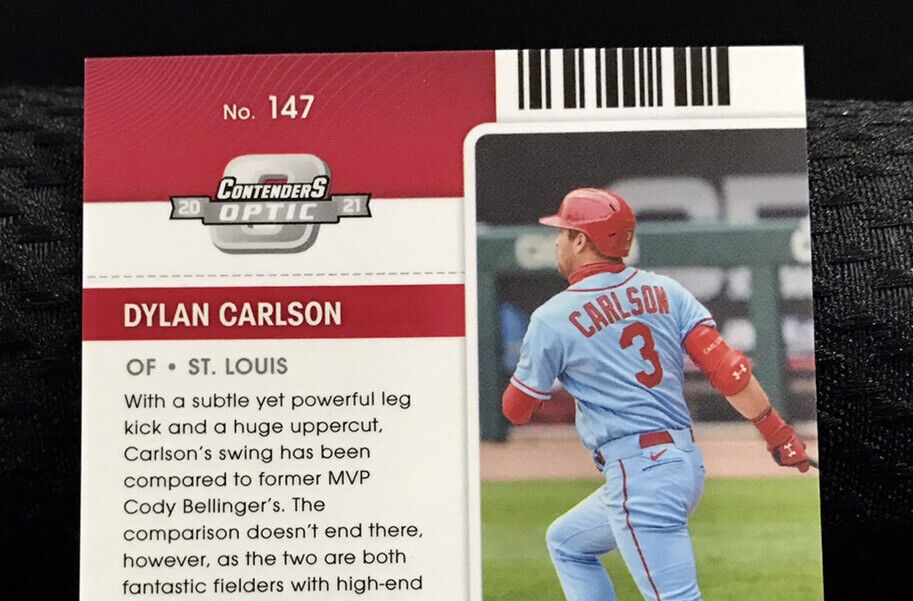 No. 147
CONTENDERS
20 OPTIC 21
DYLAN CARLSON
OF • ST. LOUIS
With a subtle yet powerful leg
kick and a huge uppercut,
Carlson's swing has been
compared to former MVP
Cody Bellinger's. The
comparison doesn't end there,
however, as the two are both
fantastic fielders with high-end
CARLSON
3